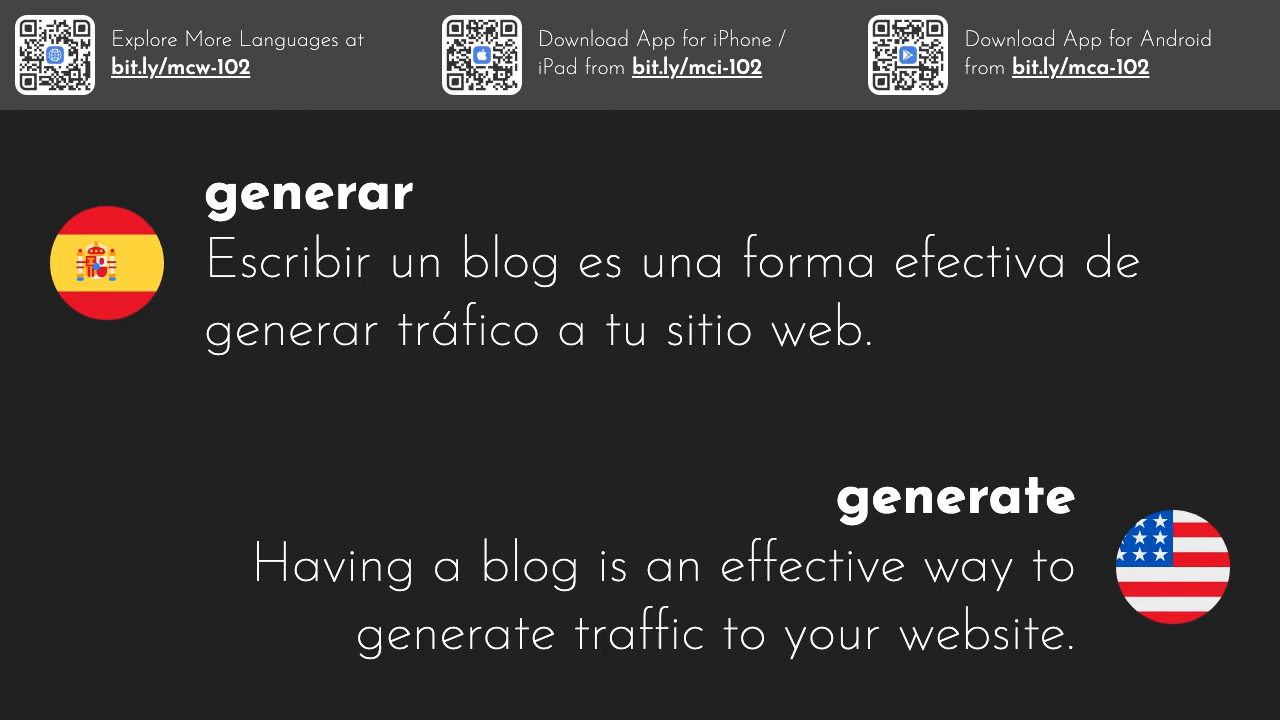 Explore More Languages at
bit.ly/mcw-102
Download App for iPhone /
iPad from bit.ly/mci-102
Download App for Android
from bit.ly/mca-102
generar
Escribir un blog es una forma efectiva de
generar tráfico a tu sitio web.
generate
Having a blog is an effective way to
generate traffic to your website.